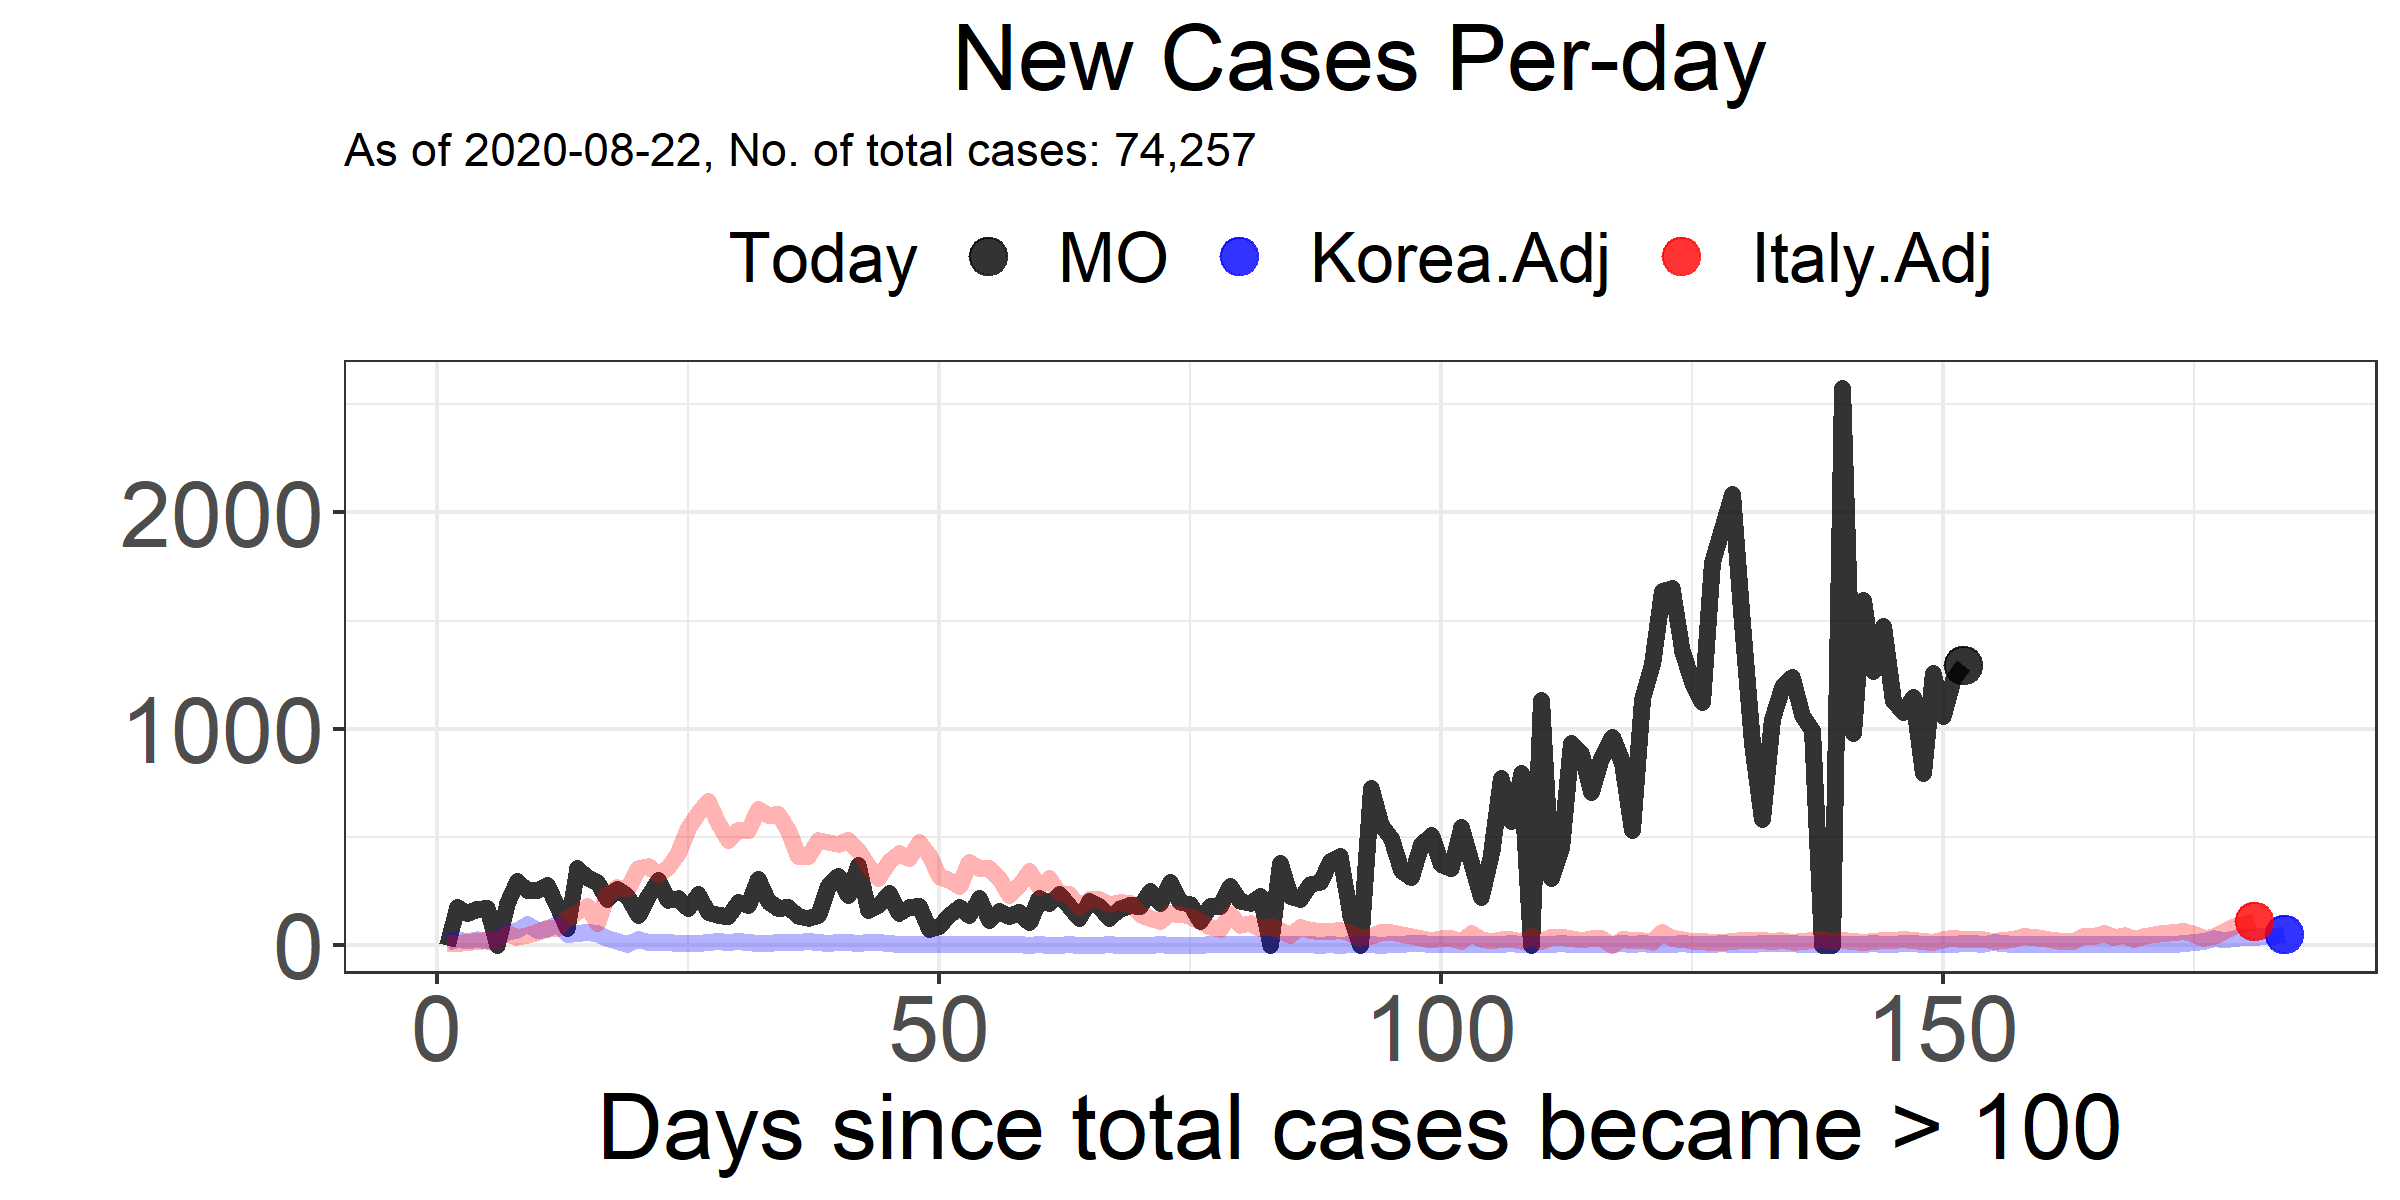 New Cases Per-day
As of 2020-08-22, No. of total cases: 74,257
Today MO Korea.Adj Italy.Adj
2000
1000
0
0 50 100 150
Days since total cases became > 100